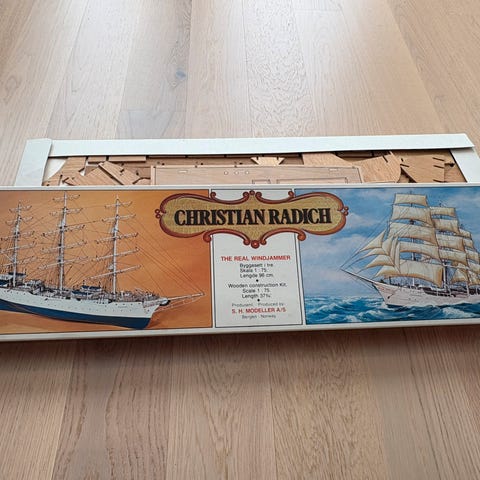 CHRISTIAN RADICH
THE REAL WINDJAMMER
Byggesett i tre.
Skala 1 : 75.
Lengde 96 cm.
Wooden construction Kit.
Scale 1 : 75.
Length 37¾.
Produsent: Produced by:
S. H. MODELLER A/S
Bergen - Norway